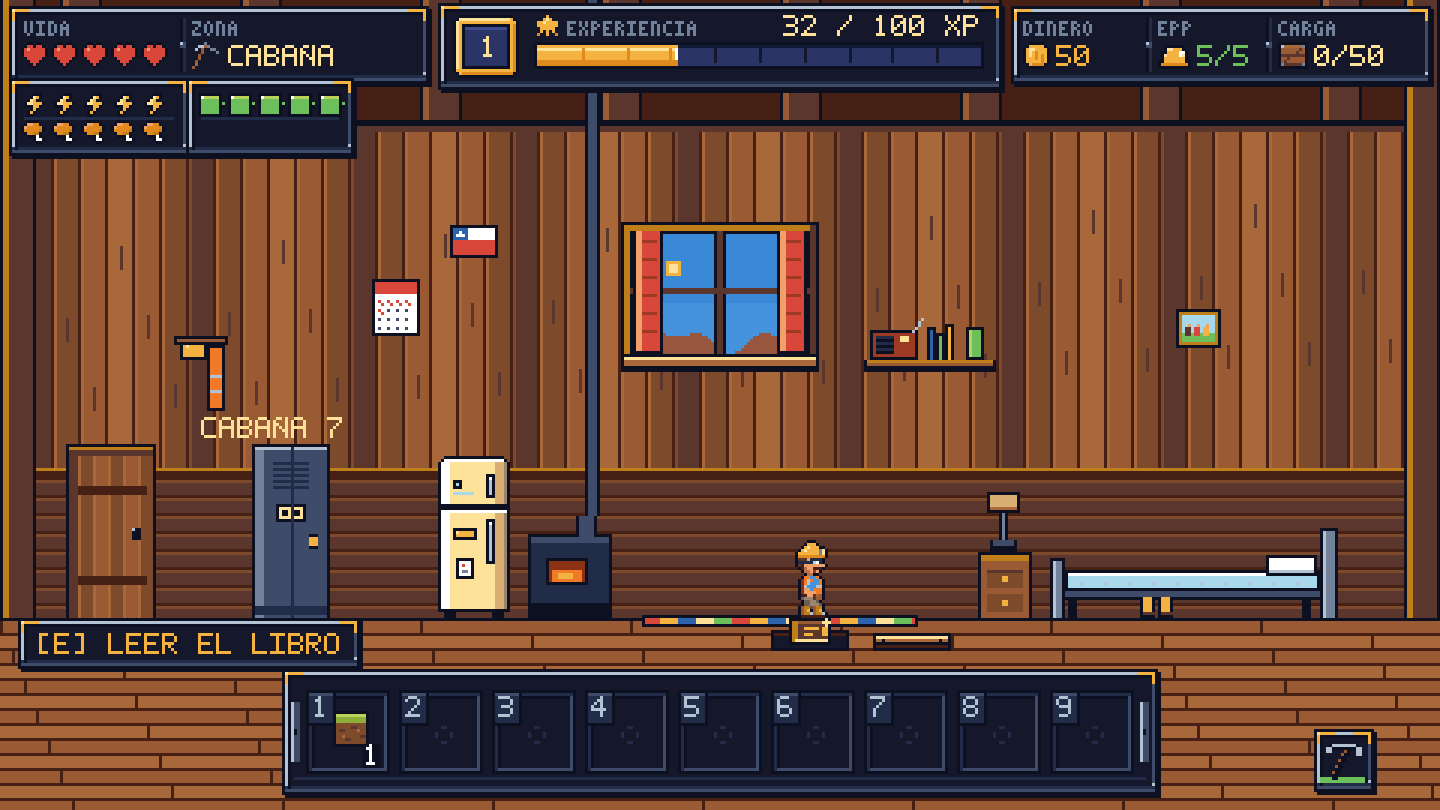 VIDA
ZONA
CABAÑA
1
EXPERIENCIA
32 / 100 XP
DINERO
50
EPP
5/5
CARGA
0/50
CABAÑA 7
[E] LEER EL LIBRO
1
1
2
3
4
5
6
7
8
9